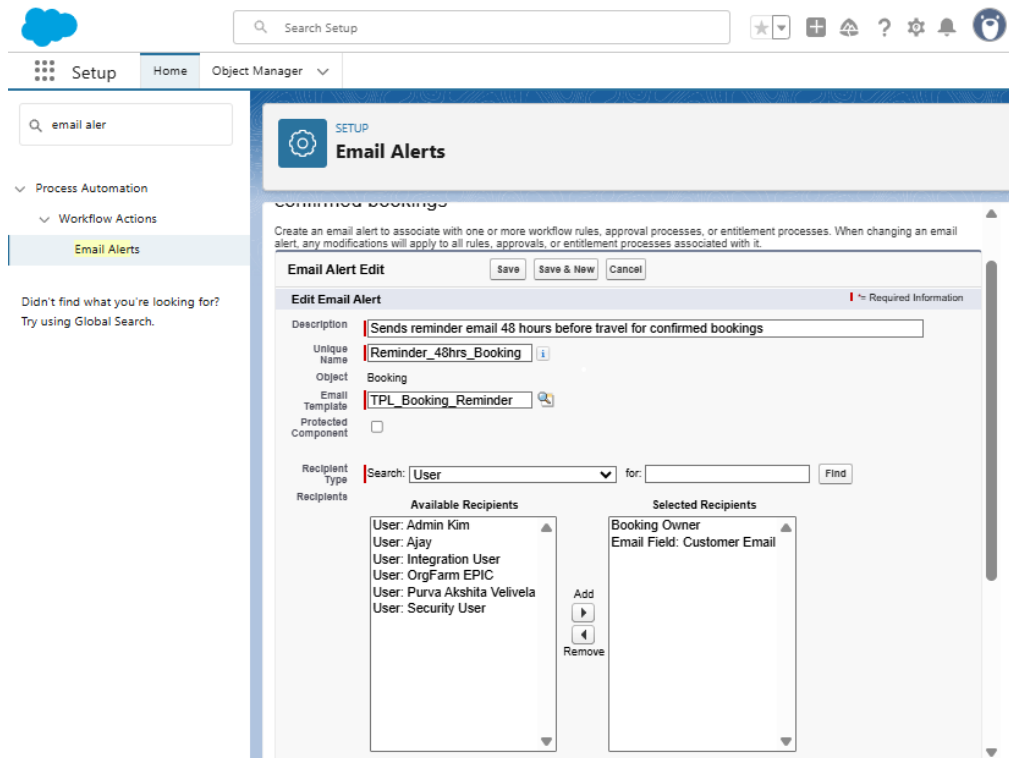 Search Setup
Setup
Home
Object Manager
email aler
Process Automation
Workflow Actions
Email Alerts
Didn't find what you're looking for?
Try using Global Search.
SETUP
Email Alerts
confirmed bookings
Create an email alert to associate with one or more workflow rules, approval processes, or entitlement processes. When changing an email
alert, any modifications will apply to all rules, approvals, or entitlement processes associated with it.
Email Alert Edit
Save
Save & New
Cancel
Edit Email Alert
*= Required Information
Description
Sends reminder email 48 hours before travel for confirmed bookings
Unique
Name
Reminder_48hrs_Booking
i
Object
Booking
Email
Template
TPL_Booking_Reminder
Protected
Component
Recipient
Type
Search:
User
for:
Find
Recipients
Available Recipients
User: Admin Kim
User: Ajay
User: Integration User
User: OrgFarm EPIC
User: Purva Akshita Velivela
User: Security User
Add
Remove
Selected Recipients
Booking Owner
Email Field: Customer Email